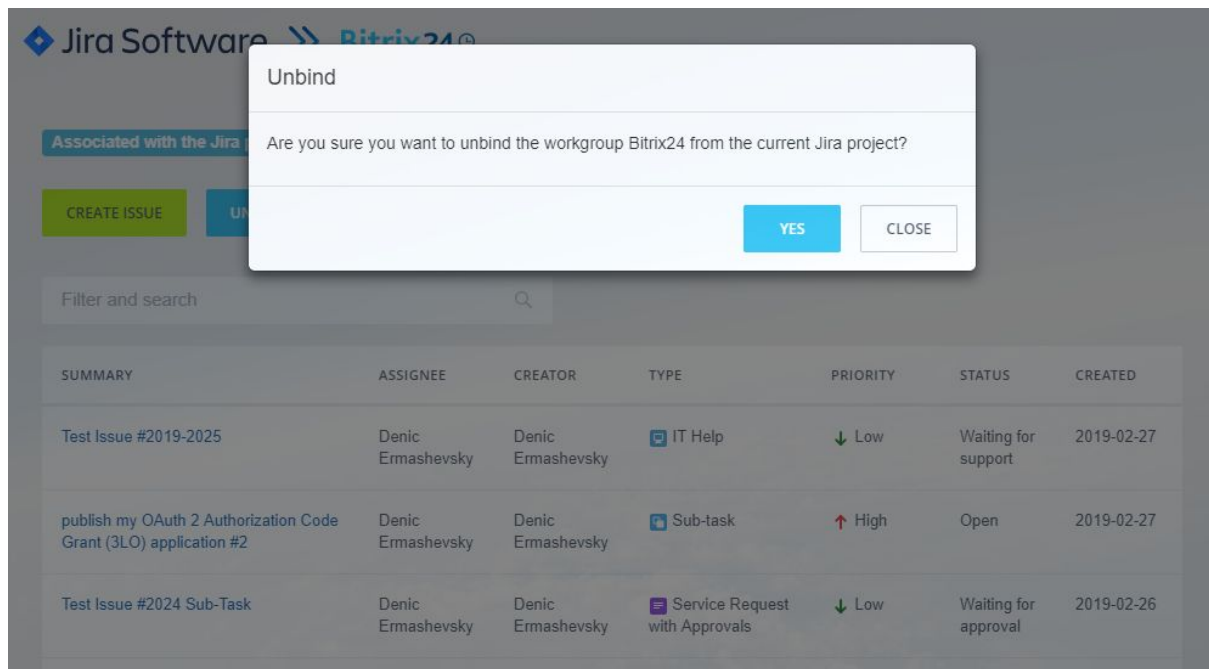 Jira Software
Bitrix24
Unbind
Associated with the Jira
Are you sure you want to unbind the workgroup Bitrix24 from the current Jira project?
CREATE ISSUE
YES
CLOSE
Filter and search
SUMMARY ASSIGNEE CREATOR TYPE PRIORITY STATUS CREATED
Test Issue #2019-2025 Denic Denic IT Help Low Waiting for 2019-02-27
Ermashevsky Ermashevsky support
publish my OAuth 2 Authorization Code Denic Denic Sub-task High Open 2019-02-27
Grant (3LO) application #2 Ermashevsky Ermashevsky
Test Issue #2024 Sub-Task Denic Denic Service Request Low Waiting for 2019-02-26
Ermashevsky Ermashevsky with Approvals approval